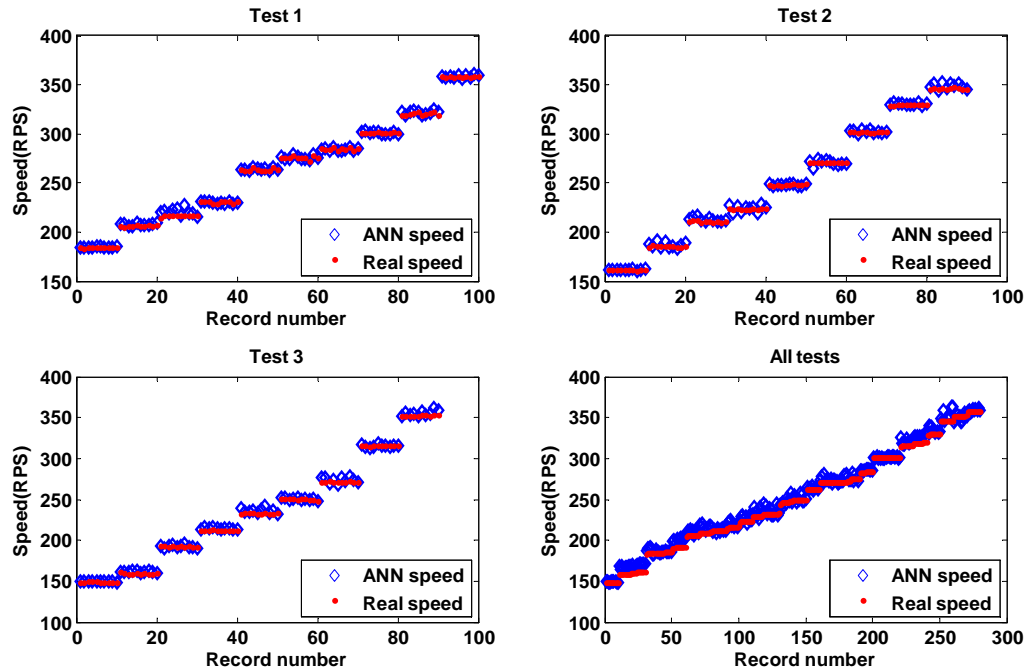 Test 1
400
350
300
250
200
150
Speed(RPS)
0
20
40
60
80
100
Record number
ANN speed
Real speed
Test 2
400
350
300
250
200
150
Speed(RPS)
0
20
40
60
80
100
Record number
ANN speed
Real speed
Test 3
400
350
300
250
200
150
100
Speed(RPS)
0
20
40
60
80
100
Record number
ANN speed
Real speed
All tests
400
350
300
250
200
150
100
Speed(RPS)
0
50
100
150
200
250
300
Record number
ANN speed
Real speed